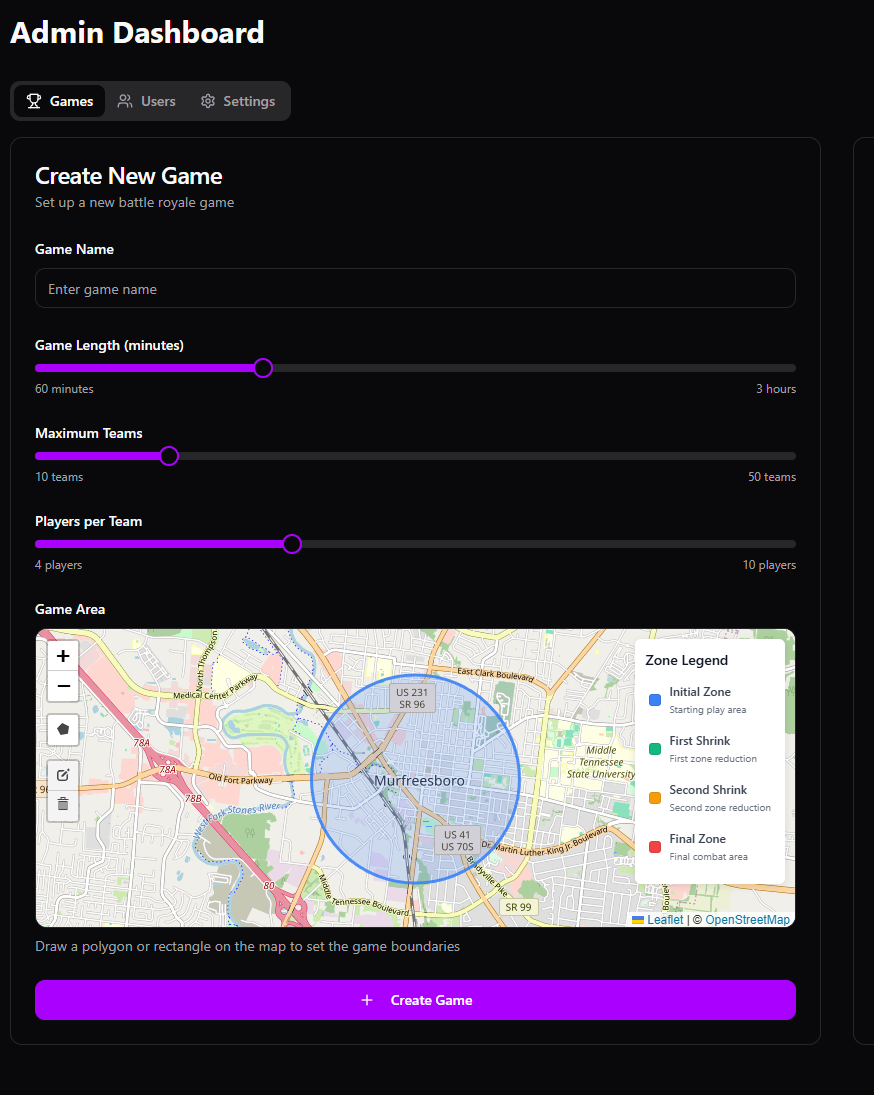 Admin Dashboard
Games
Users
Settings
Create New Game
Set up a new battle royale game
Game Name
Enter game name
Game Length (minutes)
60 minutes
3 hours
Maximum Teams
10 teams
50 teams
Players per Team
4 players
10 players
Game Area
+
−
North Thompson
Medical Center Parkway
78A
78A
78B
Old Fort Parkway
West Fork Stones River
80
Middle Tennessee Boulevard
US 231
SR 96
East Clark Boulevard
Murfreesboro
Middle
Tennessee
State University
US 41
US 70S
Dr. Martin Luther King Jr. Boulevard
Bradyville Pike
SR 99
Zone Legend
Initial Zone
Starting play area
First Shrink
First zone reduction
Second Shrink
Second zone reduction
Final Zone
Final combat area
Leaflet | © OpenStreetMap
Draw a polygon or rectangle on the map to set the game boundaries
+ Create Game